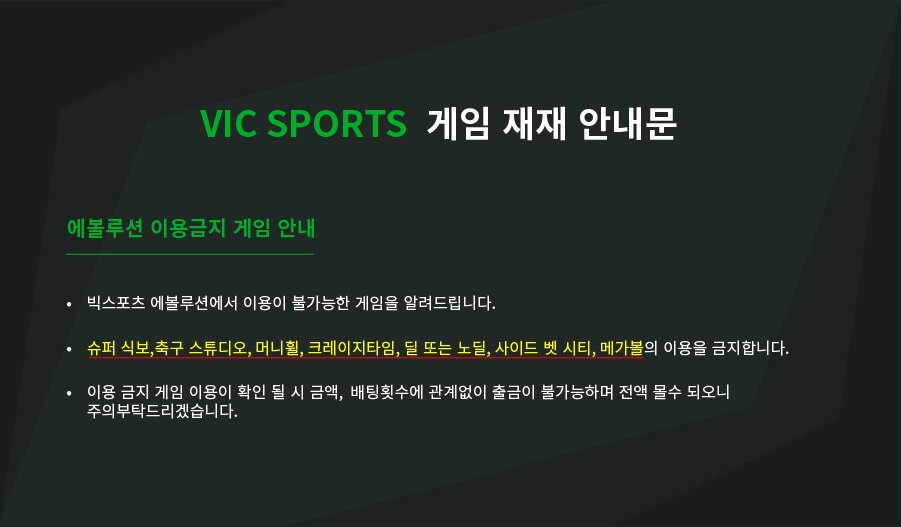 VIC SPORTS 게임 재재 안내문
에볼루션 이용금지 게임 안내
• 빅스포츠 에볼루션에서 이용이 불가능한 게임을 알려드립니다.
• 슈퍼 식보,축구 스튜디오, 머니휠, 크레이지타임, 딜 또는 노딜, 사이드 벳 시티, 메가볼의 이용을 금지합니다.
• 이용 금지 게임 이용이 확인 될 시 금액, 배팅횟수에 관계없이 출금이 불가능하며 전액 몰수 되오니
주의부탁드리겠습니다.